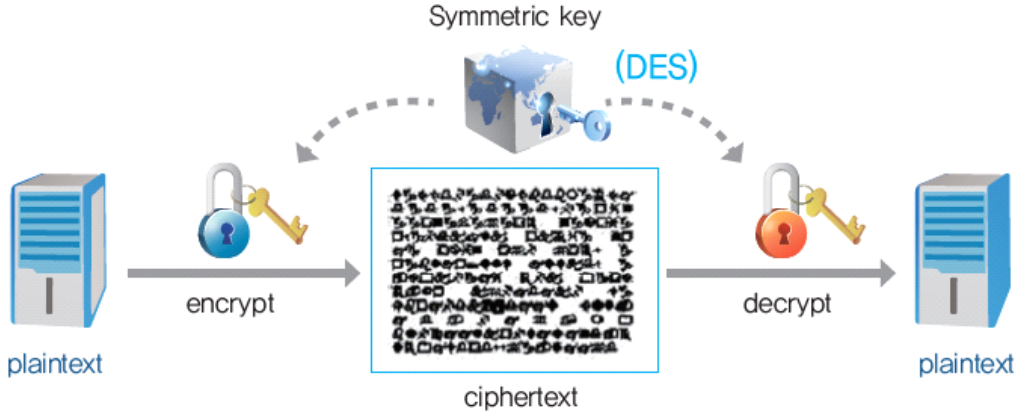 Symmetric key
(DES)
encrypt
decrypt
plaintext
plaintext
ciphertext